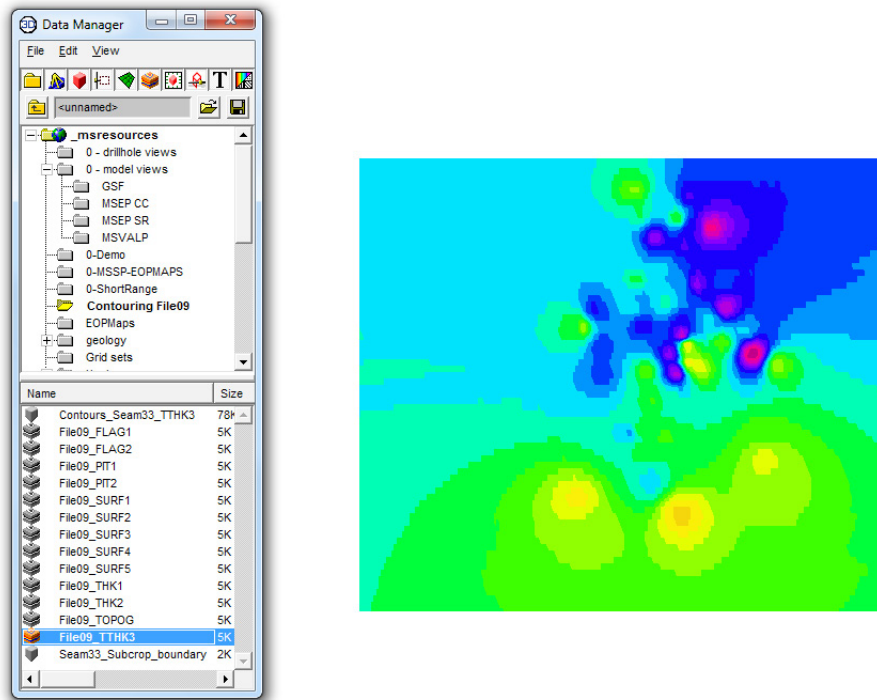 3D Data Manager
File Edit View
T
<unnamed>
_msresources
0 - drillhole views
0 - model views
GSF
MSEP CC
MSEP SR
MSVALP
0-Demo
0-MSSP-EOPMAPS
0-ShortRange
Contouring File09
EOPMaps
geology
Grid sets
Name Size
Contours_Seam33_TTHK3 78K
File09_FLAG1 5K
File09_FLAG2 5K
File09_PIT1 5K
File09_PIT2 5K
File09_SURF1 5K
File09_SURF2 5K
File09_SURF3 5K
File09_SURF4 5K
File09_SURF5 5K
File09_THK1 5K
File09_THK2 5K
File09_TOPOG 5K
File09_TTHK3 5K
Seam33_Subcrop_boundary 2K